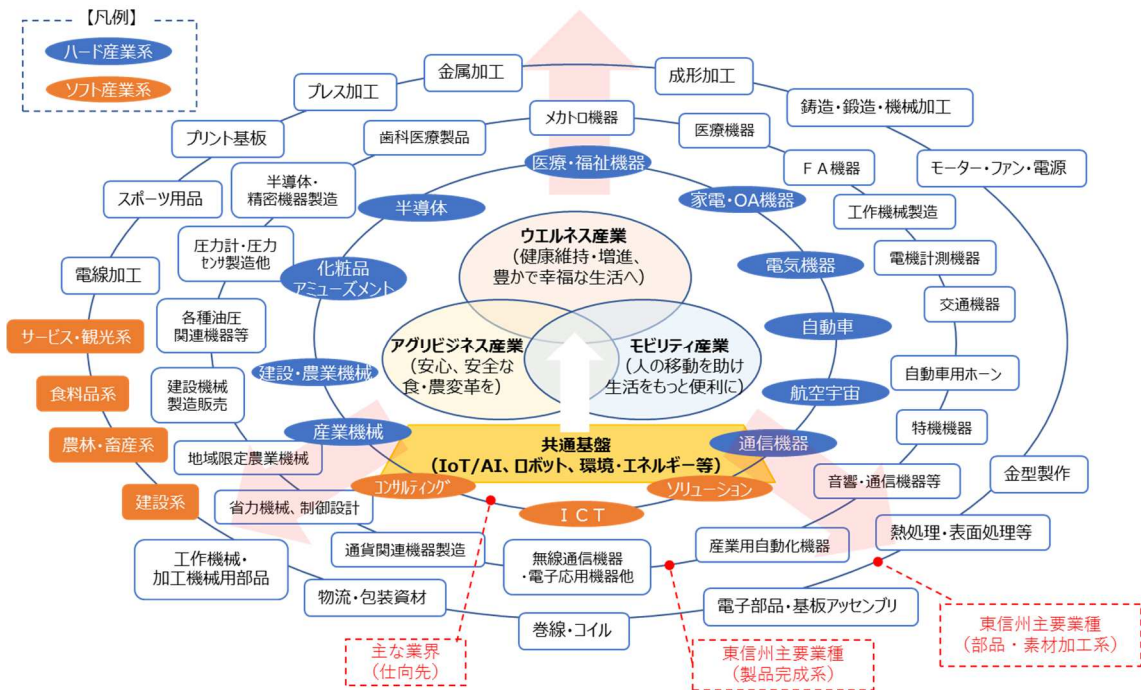 【凡例】
ハード産業系
ソフト産業系
金属加工
成形加工
プレス加工
鋳造・鍛造・機械加工
プリント基板
歯科医療製品
メカトロ機器
医療機器
医療・福祉機器
ＦＡ機器
モーター・ファン・電源
スポーツ用品
半導体・
精密機器製造
半導体
家電・OA機器
工作機械製造
ウエルネス産業
(健康維持・増進、
豊かで幸福な生活へ)
圧力計・圧力
センサ製造他
電線加工
化粧品
アミューズメント
電気機器
電機計測機器
交通機器
各種油圧
関連機器等
サービス・観光系
自動車
アグリビジネス産業
(安心、安全な
食・農変革を)
モビリティ産業
(人の移動を助け
生活をもっと便利に)
建設・農業機械
航空宇宙
自動車用ホーン
食料品系
建設機械
製造販売
産業機械
通信機器
特機機器
農林・畜産系
地域限定農業機械
共通基盤
(IoT/AI、ロボット、環境・エネルギー等)
金型製作
コンサルティング
ソリューション
ＩＣＴ
音響・通信機器等
建設系
省力機械、制御設計
熱処理・表面処理等
工作機械・
加工機械用部品
通貨関連機器製造
無線通信機器
・電子応用機器他
産業用自動化機器
物流・包装資材
巻線・コイル
電子部品・基板アッセンブリ
主な業界
(仕向先)
東信州主要業種
(製品完成系)
東信州主要業種
(部品・素材加工系)